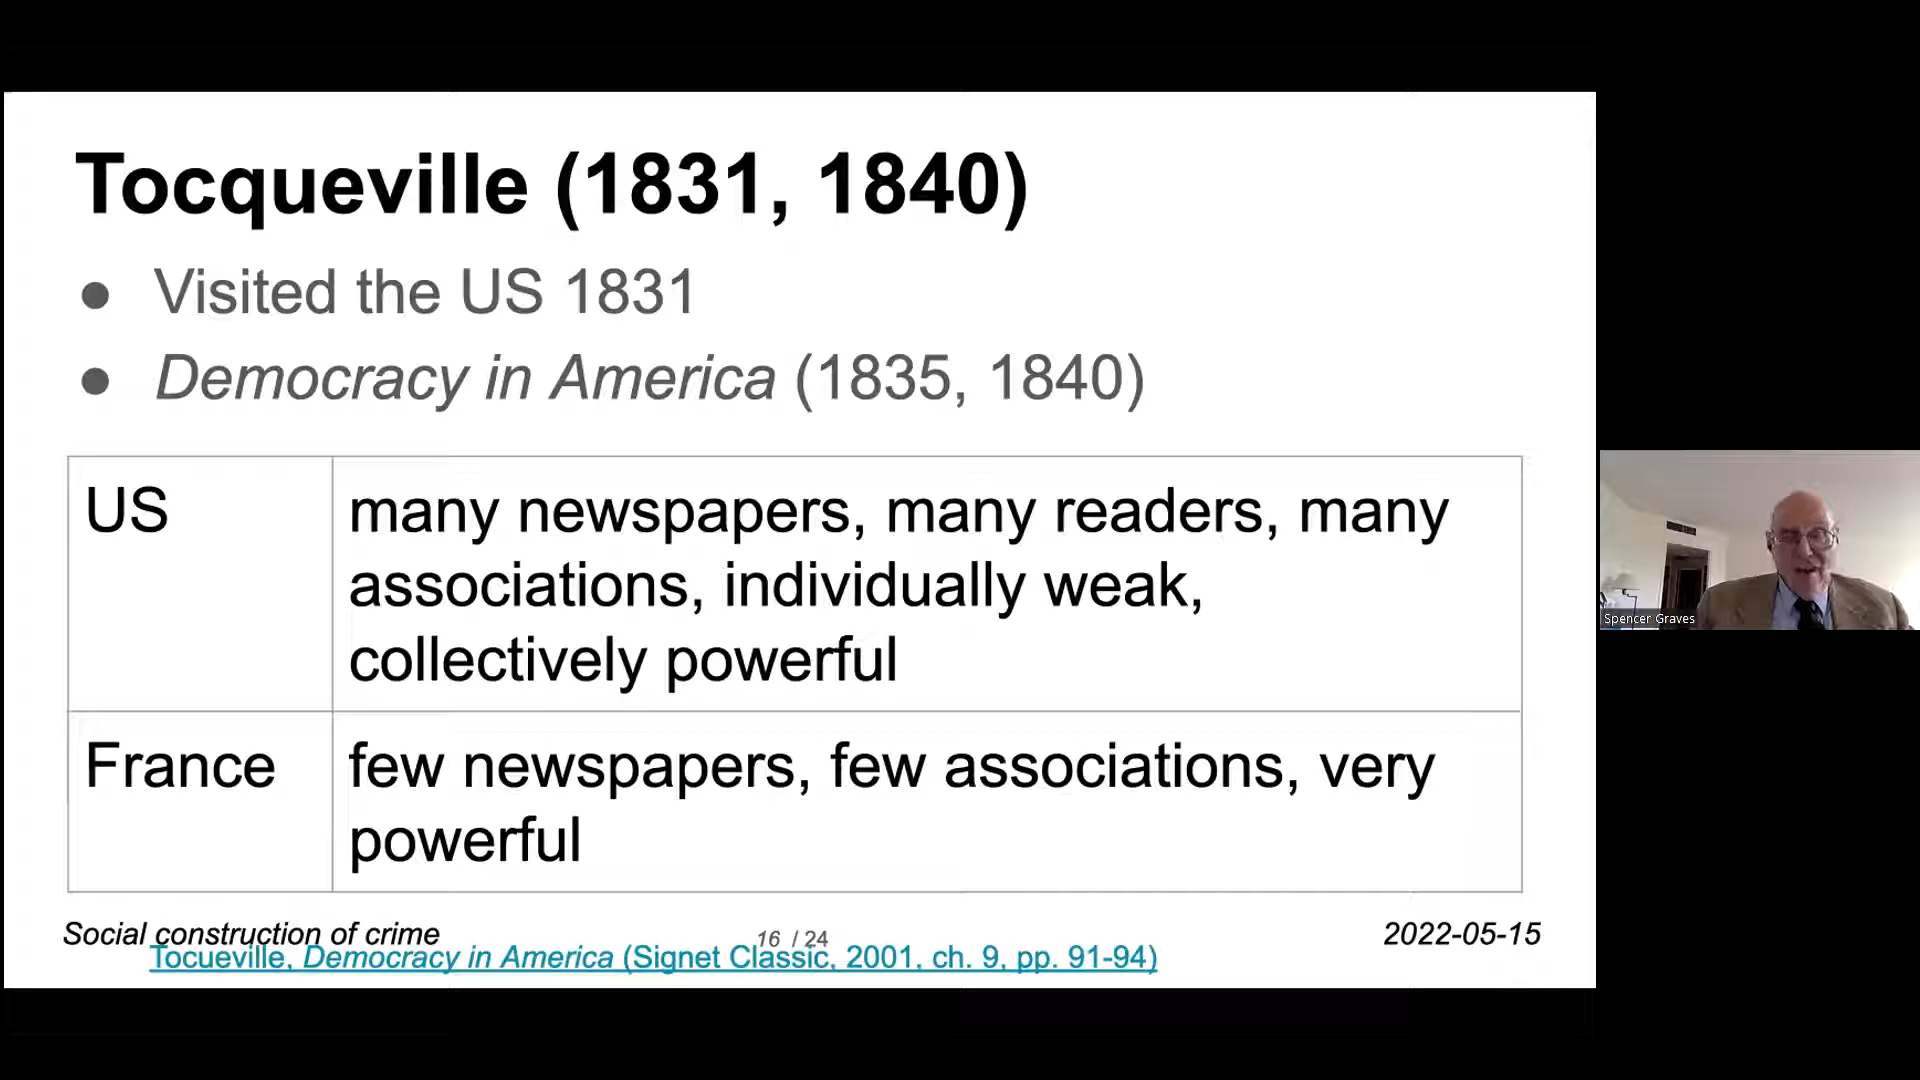 Tocqueville (1831, 1840)
● Visited the US 1831
● Democracy in America (1835, 1840)
US
many newspapers, many readers, many
associations, individually weak,
collectively powerful
France
few newspapers, few associations, very
powerful
Social construction of crime
16 / 24
2022-05-15
Tocueville, Democracy in America (Signet Classic, 2001, ch. 9, pp. 91-94)
Spencer Graves